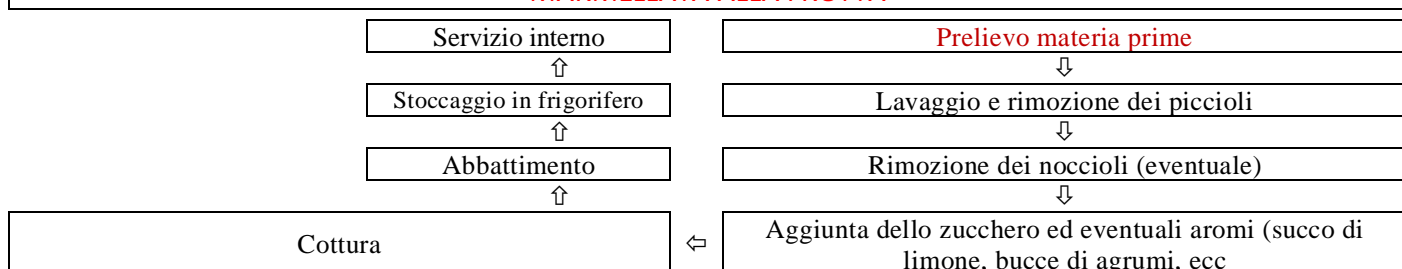 Servizio interno
Prelievo materia prime
Stoccaggio in frigorifero
Lavaggio e rimozione dei piccioli
Abbattimento
Rimozione dei noccioli (eventuale)
Cottura
Aggiunta dello zucchero ed eventuali aromi (succo di
limone, bucce di agrumi, ecc